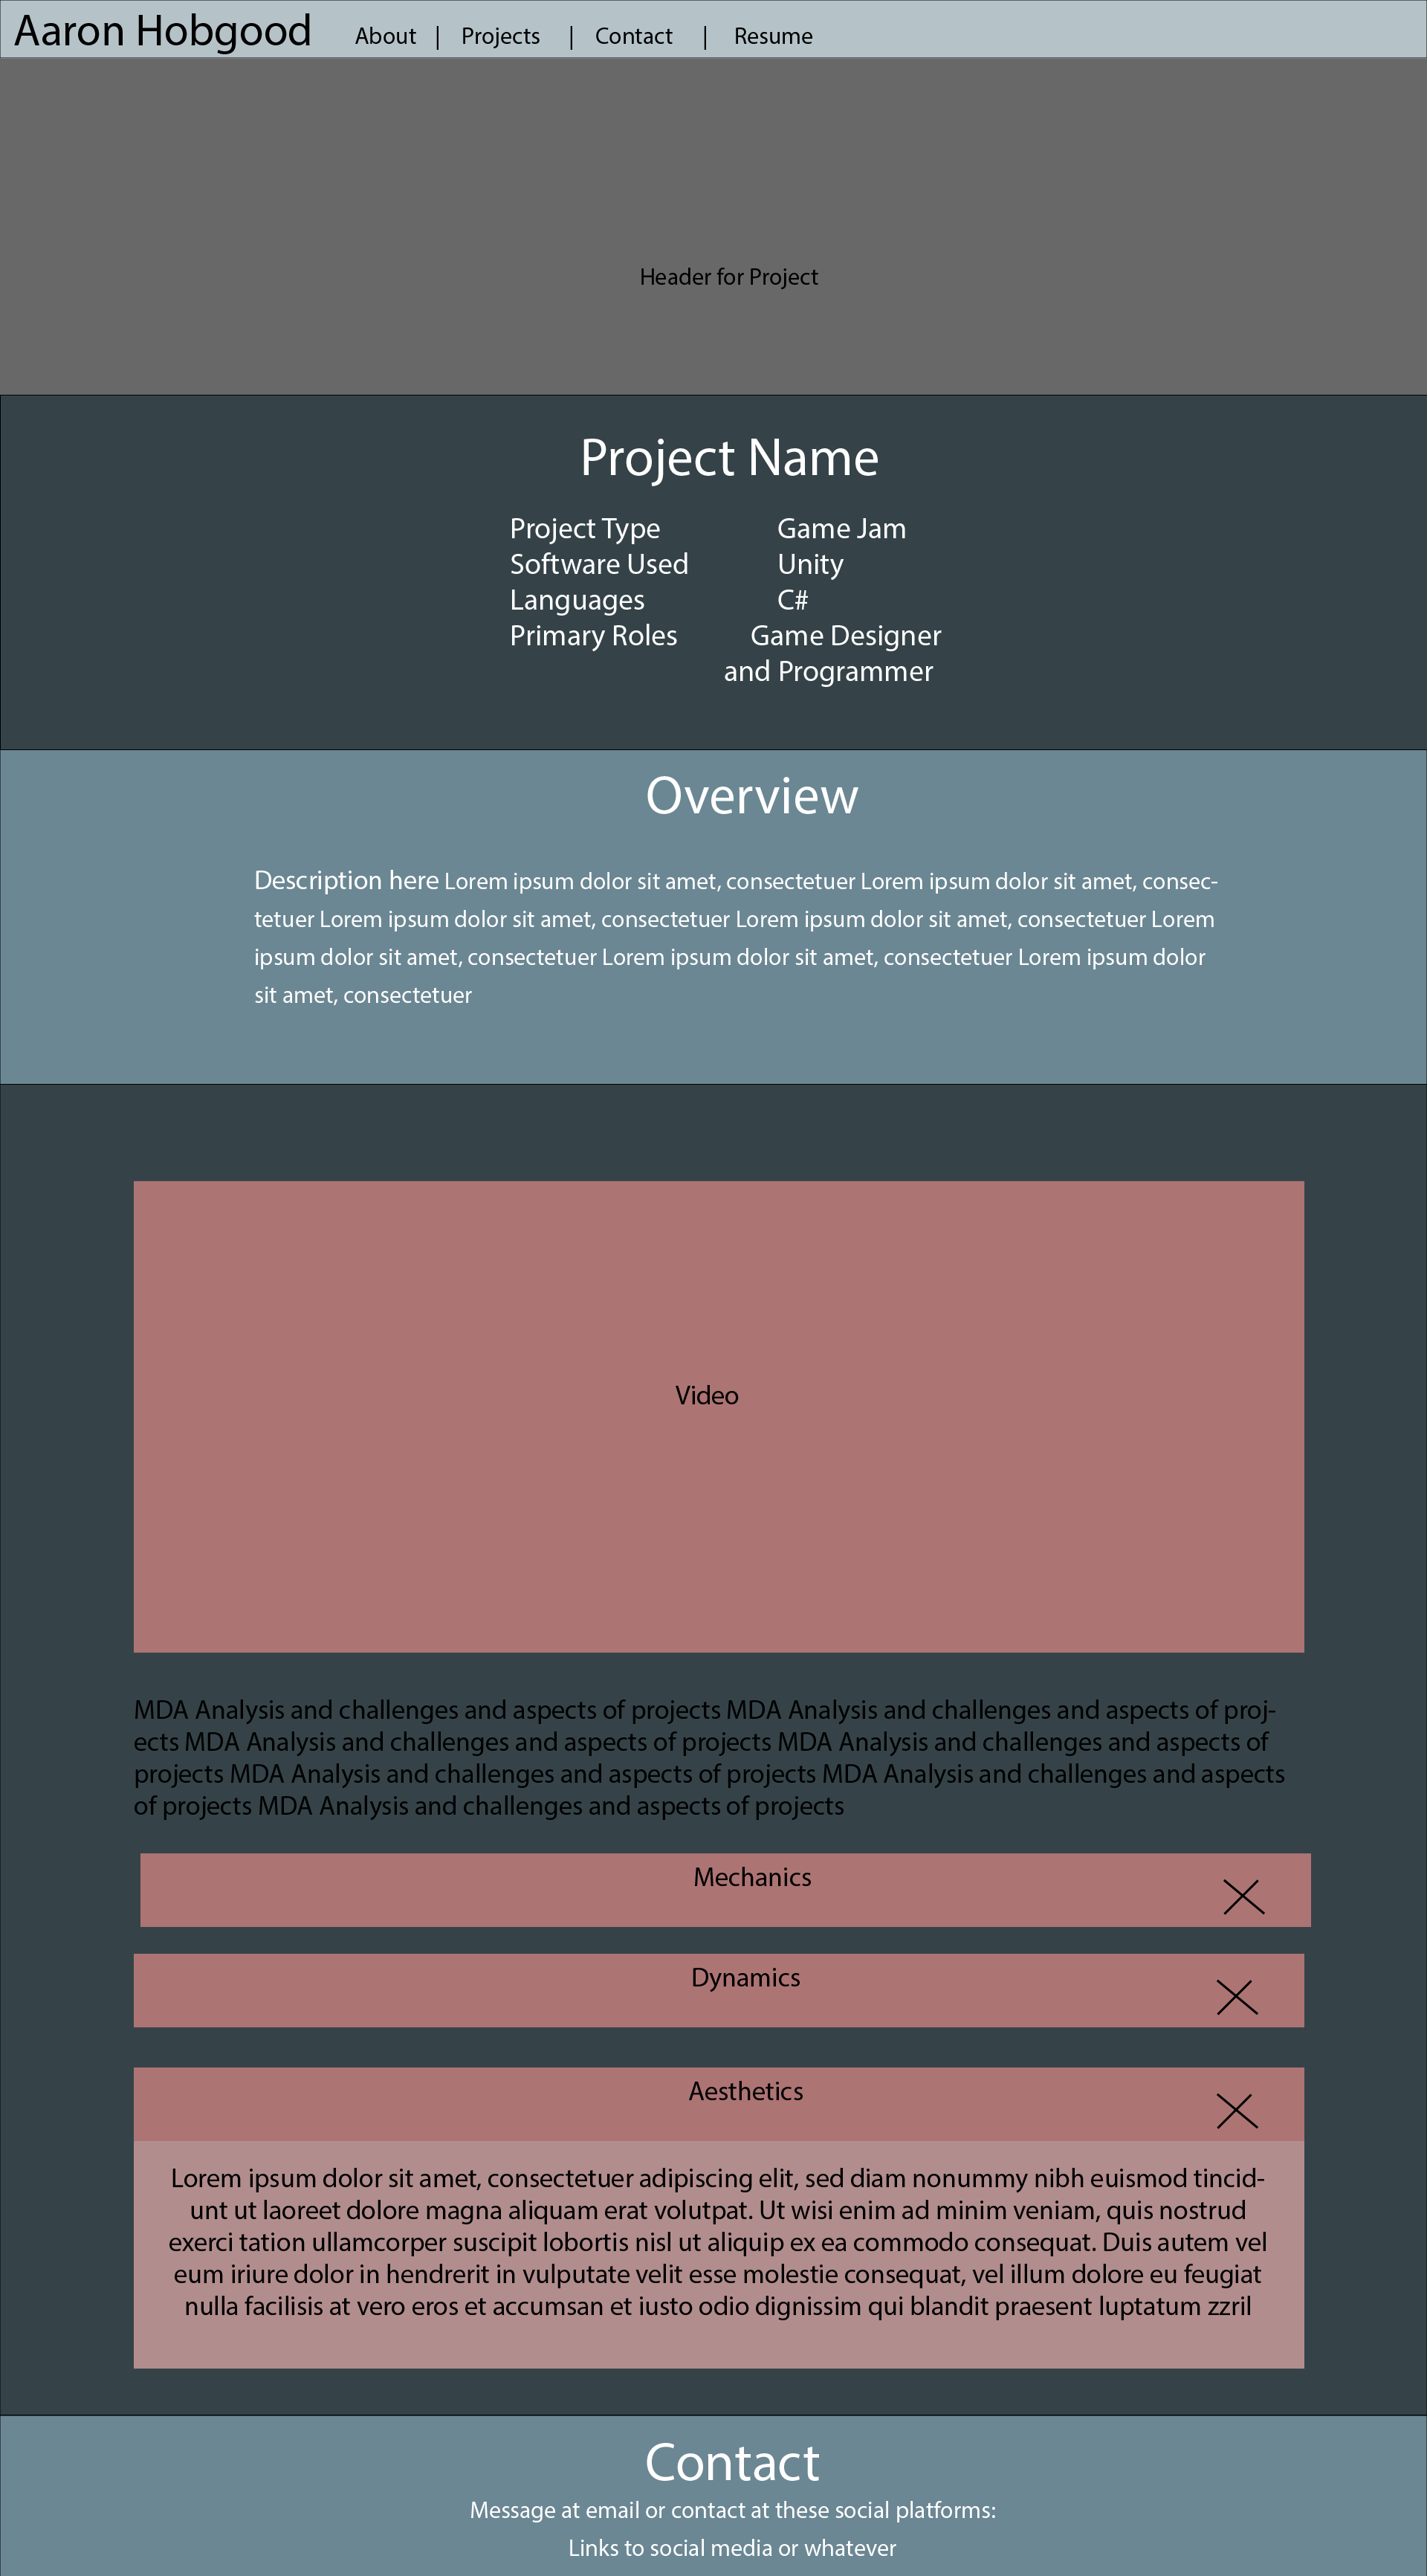 Aaron Hobgood About | Projects | Contact | Resume
Header for Project
Project Name
Project Type Game Jam
Software Used Unity
Languages C#
Primary Roles Game Designer
and Programmer
Overview
Description here Lorem ipsum dolor sit amet, consectetuer Lorem ipsum dolor sit amet, consec-
tetuer Lorem ipsum dolor sit amet, consectetuer Lorem ipsum dolor sit amet, consectetuer Lorem
ipsum dolor sit amet, consectetuer Lorem ipsum dolor sit amet, consectetuer Lorem ipsum dolor
sit amet, consectetuer
Video
MDA Analysis and challenges and aspects of projects MDA Analysis and challenges and aspects of proj-
ects MDA Analysis and challenges and aspects of projects MDA Analysis and challenges and aspects of
projects MDA Analysis and challenges and aspects of projects MDA Analysis and challenges and aspects
of projects MDA Analysis and challenges and aspects of projects
Mechanics
Dynamics
Aesthetics
Lorem ipsum dolor sit amet, consectetuer adipiscing elit, sed diam nonummy nibh euismod tincid-
unt ut laoreet dolore magna aliquam erat volutpat. Ut wisi enim ad minim veniam, quis nostrud
exerci tation ullamcorper suscipit lobortis nisl ut aliquip ex ea commodo consequat. Duis autem vel
eum iriure dolor in hendrerit in vulputate velit esse molestie consequat, vel illum dolore eu feugiat
nulla facilisis at vero eros et accumsan et iusto odio dignissim qui blandit praesent luptatum zzril
Contact
Message at email or contact at these social platforms:
Links to social media or whatever